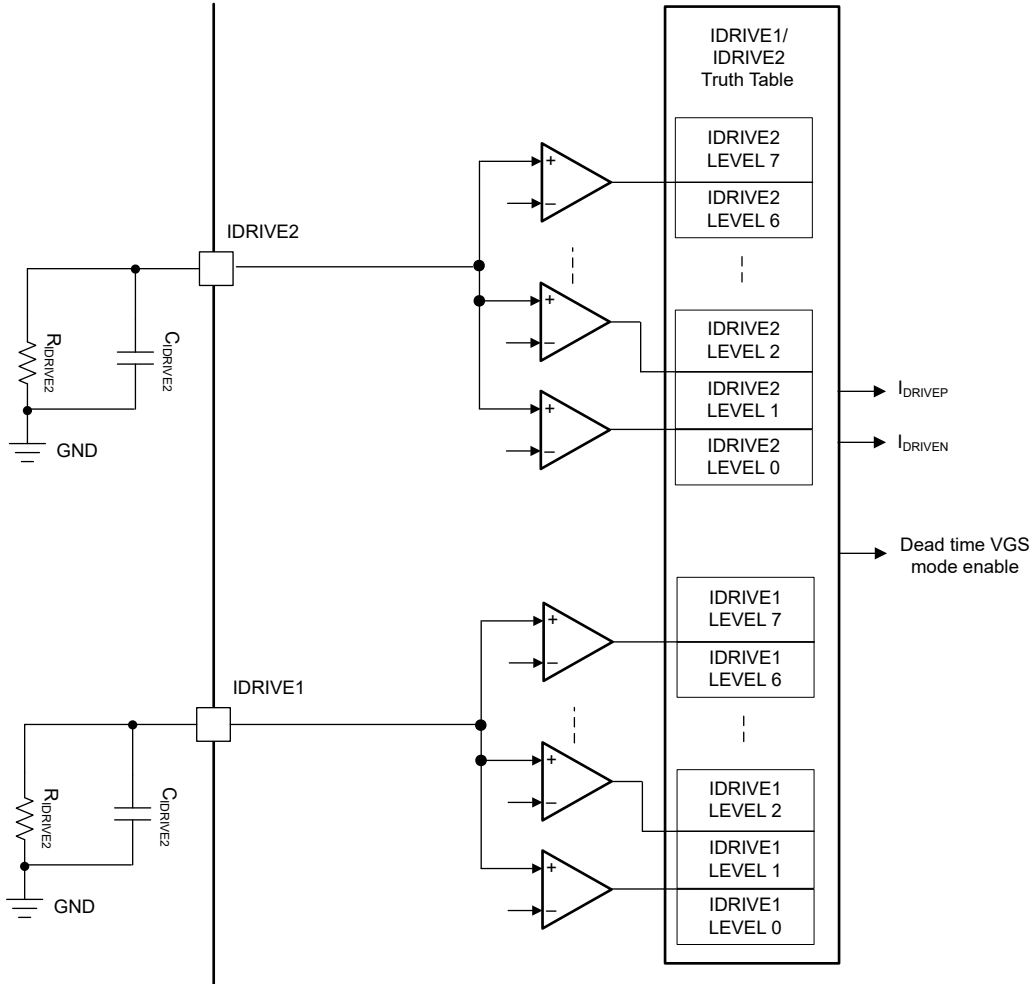 IDRIVE1/
IDRIVE2
Truth Table
IDRIVE2
LEVEL 7
IDRIVE2
LEVEL 6
IDRIVE2
LEVEL 2
IDRIVE2
LEVEL 1
IDRIVE2
LEVEL 0
IDRIVE2
RIDRIVE2
CIDRIVE2
GND
+
−
+
−
+
−
IDRIVEP
IDRIVEN
Dead time VGS
mode enable
IDRIVE1
LEVEL 7
IDRIVE1
LEVEL 6
IDRIVE1
LEVEL 2
IDRIVE1
LEVEL 1
IDRIVE1
LEVEL 0
IDRIVE1
RIDRIVE2
CIDRIVE2
GND
+
−
+
−
+
−